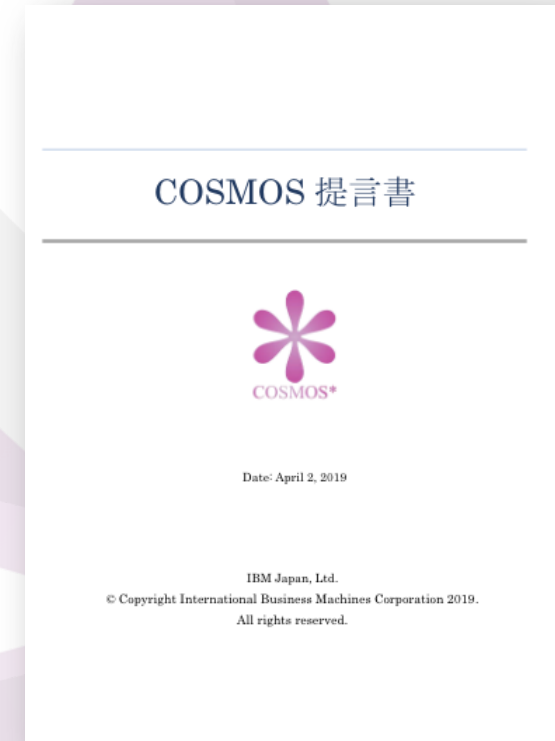 COSMOS 提言書
COSMOS*
Date: April 2, 2019
IBM Japan, Ltd.
© Copyright International Business Machines Corporation 2019.
All rights reserved.